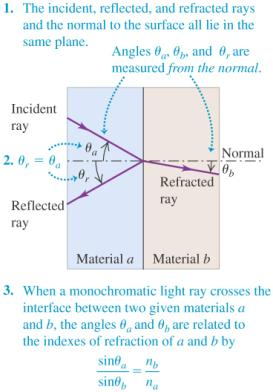 1. The incident, reflected, and refracted rays
and the normal to the surface all lie in the
same plane.
Angles θa, θb, and θr are
measured from the normal.
Incident
ray
2. θr = θa
θa
θr
Normal
θb
Refracted
ray
Reflected
ray
Material a
Material b
3. When a monochromatic light ray crosses the
interface between two given materials a
and b, the angles θa and θb are related to
the indexes of refraction of a and b by
sinθa / sinθb = nb / na